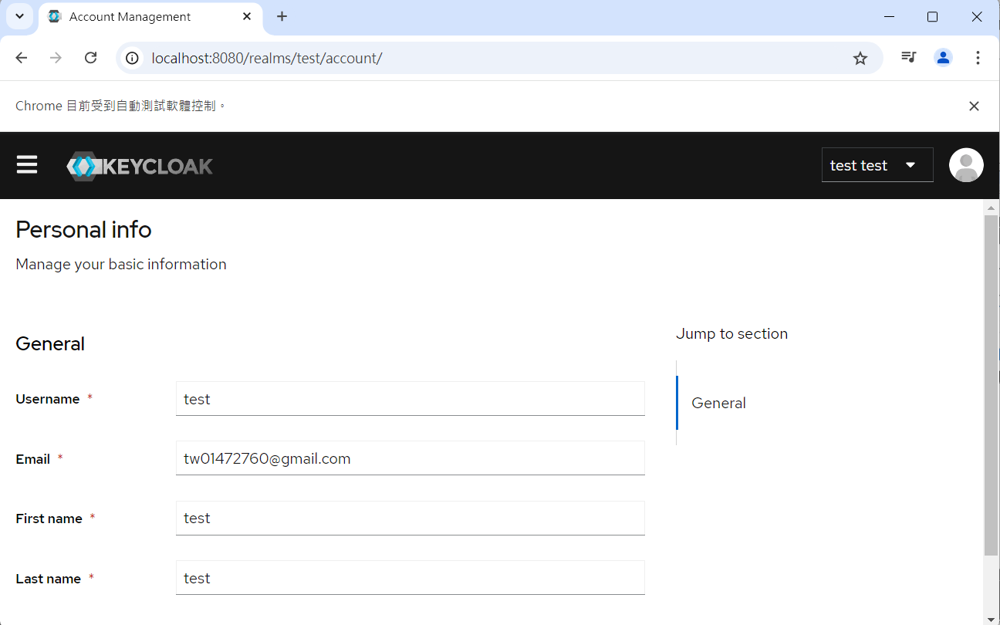 Account Management
localhost:8080/realms/test/account/
Chrome 目前受到自動測試軟體控制。
KEYCLOAK
test test
Personal info
Manage your basic information
Jump to section
General
General
Username *
test
Email *
tw01472760@gmail.com
First name *
test
Last name *
test